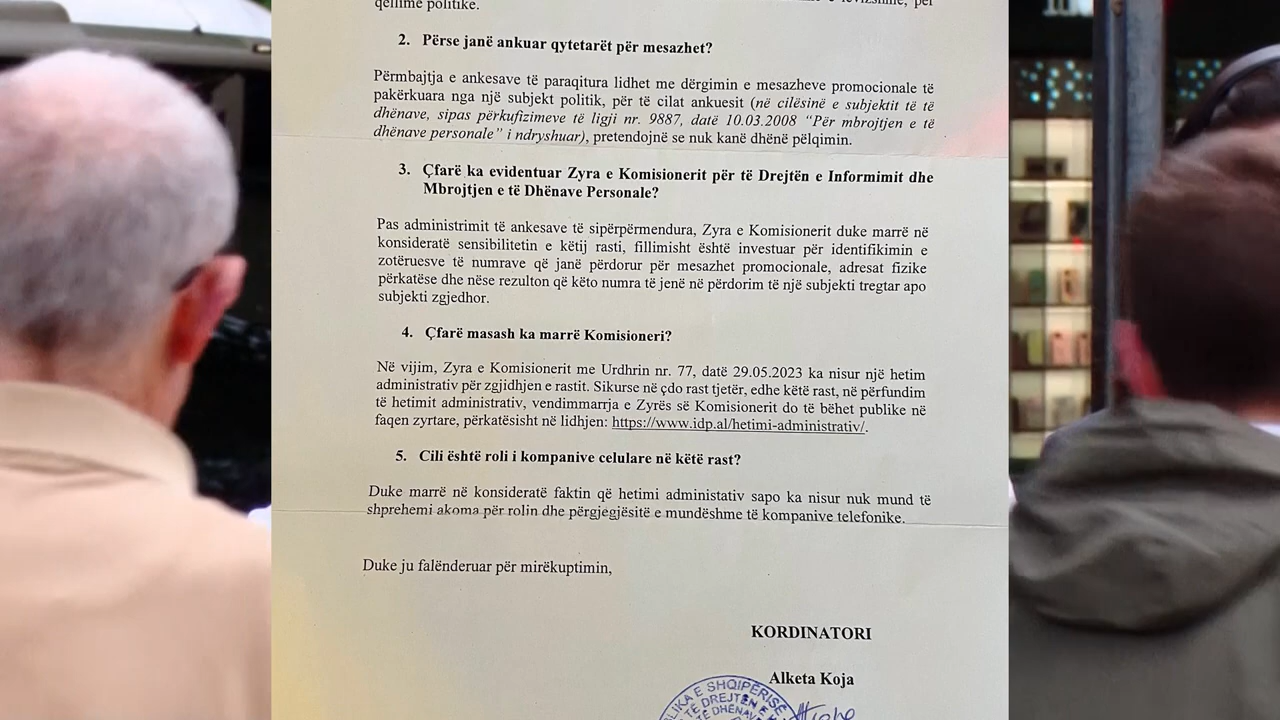 qëllime politike.
2. Përse janë ankuar qytetarët për mesazhet?
Përmbajtja e ankesave të paraqitura lidhet me dërgimin e mesazheve promocionale të
pakërkuara nga një subjekt politik, për të cilat ankuesit (në cilësinë e subjektit të të
dhënave, sipas përkufizimeve të ligji nr. 9887, datë 10.03.2008 “Për mbrojtjen e të
dhënave personale” i ndryshuar), pretendojnë se nuk kanë dhënë pëlqimin.
3. Çfarë ka evidentuar Zyra e Komisionerit për të Drejtën e Informimit dhe
Mbrojtjen e të Dhënave Personale?
Pas administrimit të ankesave të sipërpërmendura, Zyra e Komisionerit duke marrë në
konsideratë sensibilitetin e këtij rasti, fillimisht është investuar për identifikimin e
zotëruesve të numrave që janë përdorur për mesazhet promocionale, adresat fizike
përkatëse dhe nëse rezulton që këto numra të jenë në përdorim të një subjekti tregtar apo
subjekti zgjedhor.
4. Çfarë masash ka marrë Komisioneri?
Në vijim, Zyra e Komisionerit me Urdhrin nr. 77, datë 29.05.2023 ka nisur një hetim
administrativ për zgjidhjen e rastit. Sikurse në çdo rast tjetër, edhe këtë rast, në përfundim
të hetimit administrativ, vendimmarrja e Zyrës së Komisionerit do të bëhet publike në
faqen zyrtare, përkatësisht në lidhjen: https://www.idp.al/hetimi-administrativ/.
5. Cili është roli i kompanive celulare në këtë rast?
Duke marrë në konsideratë faktin që hetimi administativ sapo ka nisur nuk mund të
shprehemi akoma për rolin dhe përgjegjësitë e mundëshme të kompanive telefonike.
Duke ju falënderuar për mirëkuptimin,
KORDINATORI
Alketa Koja
LIKA E SHQIPËRISË
TË DREJTËN E
TË DHËNAVE